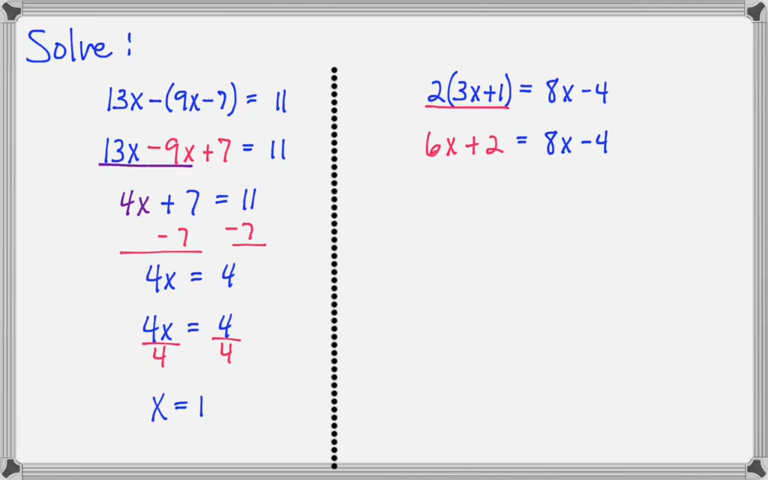 Solve:
13x-(9x-7) = 11
13x-9x+7 = 11
4x + 7 = 11
-7 -7
4x = 4
4x = 4
4 4
x = 1
2(3x+1) = 8x-4
6x+2 = 8x-4